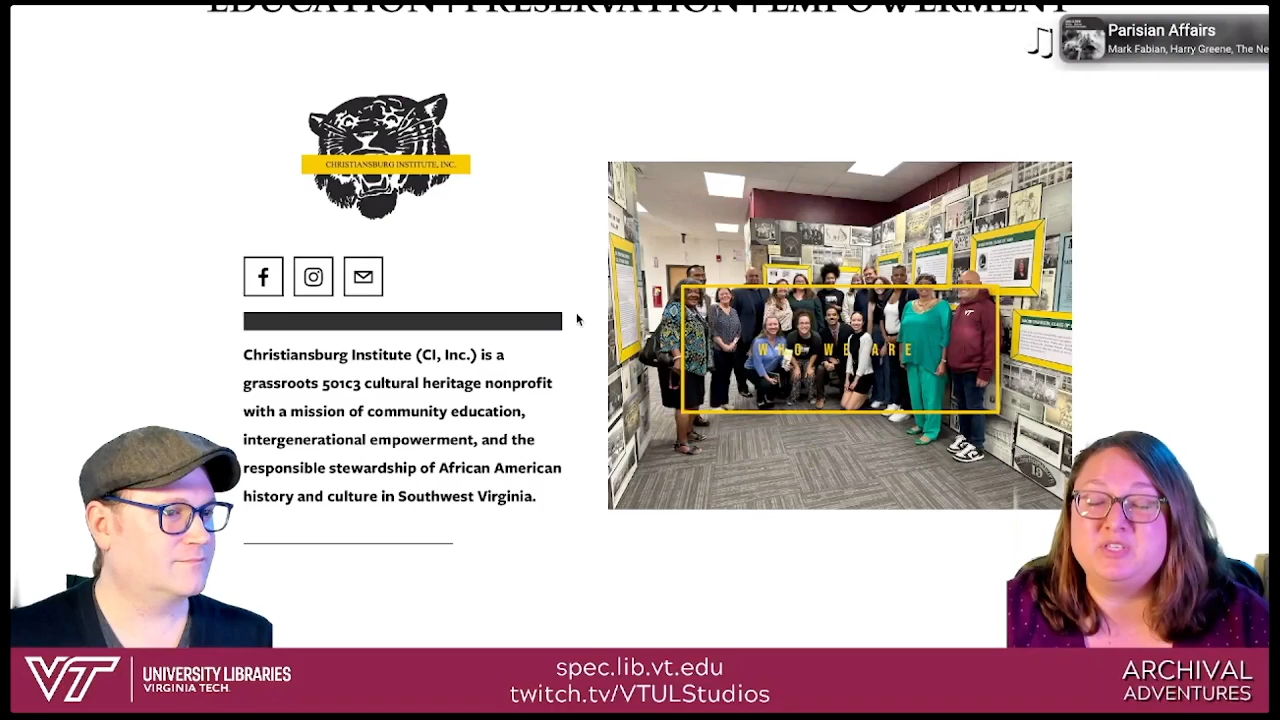 EDUCATION | PRESERVATION | EMPOWERMENT
Parisian Affairs
Mark Fabian, Harry Greene, The Ne
CHRISTIANSBURG INSTITUTE, INC.
Christiansburg Institute (CI, Inc.) is a
grassroots 501c3 cultural heritage nonprofit
with a mission of community education,
intergenerational empowerment, and the
responsible stewardship of African American
history and culture in Southwest Virginia.
WHO WE ARE
VT
UNIVERSITY LIBRARIES
VIRGINIA TECH.
spec.lib.vt.edu
twitch.tv/VTULStudios
ARCHIVAL
ADVENTURES